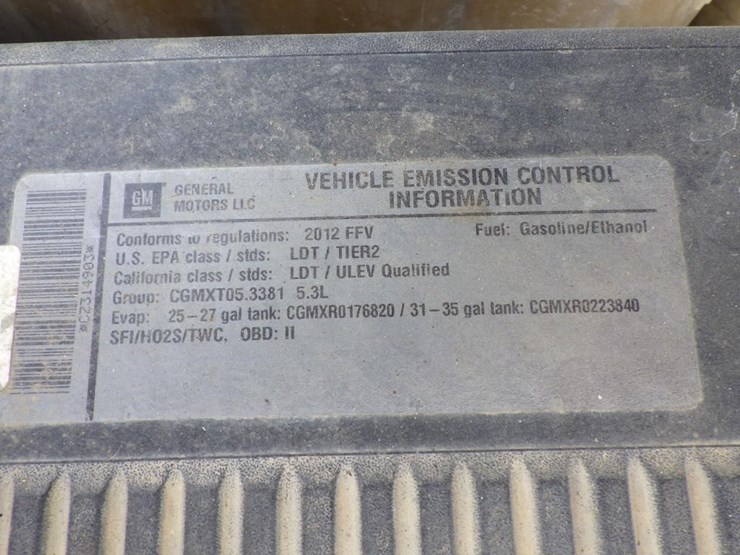 GM GENERAL MOTORS LLC
VEHICLE EMISSION CONTROL
INFORMATION
Conforms to regulations: 2012 FFV Fuel: Gasoline/Ethanol
U.S. EPA class / stds: LDT / TIER2
California class / stds: LDT / ULEV Qualified
Group: CGMXT05.3381 5.3L
Evap: 25-27 gal tank: CGMXR0176820 / 31-35 gal tank: CGMXR0223840
SFI/HO2S/TWC, OBD: II
*CZ314903*